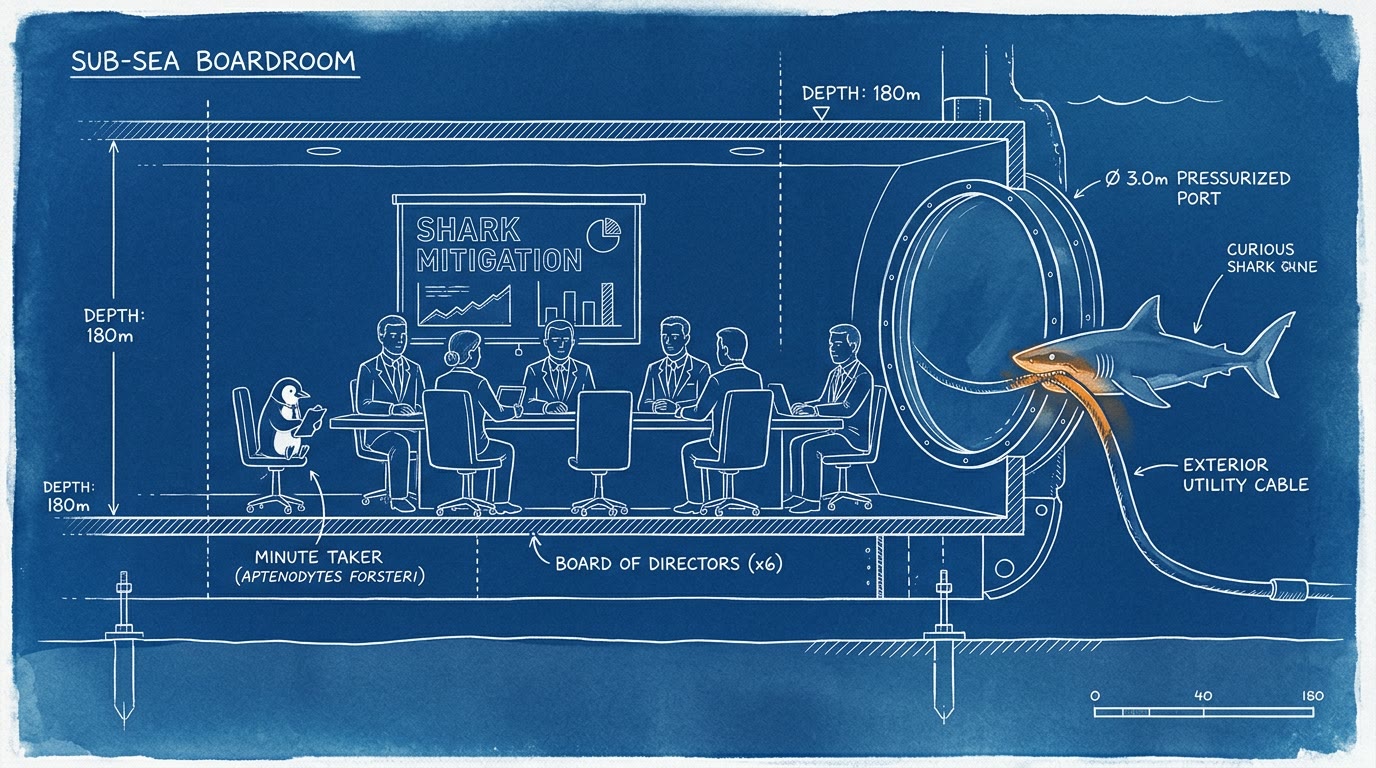 SUB-SEA BOARDROOM
DEPTH: 180m
Ø 3.0m PRESSURIZED
PORT
SHARK
MITIGATION
CURIOUS
SHARK
DEPTH:
180m
EXTERIOR
UTILITY CABLE
DEPTH:
180m
MINUTE TAKER
(APTENODYTES FORSTERI)
BOARD OF DIRECTORS (x6)
0 40 160